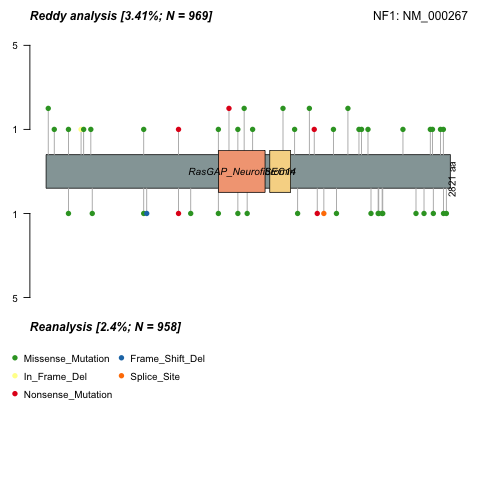 Reddy analysis [3.41%; N = 969]
NF1: NM_000267
5
1
RasGAP_Neurofibromin
SEC14
2821 aa
1
5
Reanalysis [2.4%; N = 958]
Missense_Mutation
Frame_Shift_Del
In_Frame_Del
Splice_Site
Nonsense_Mutation